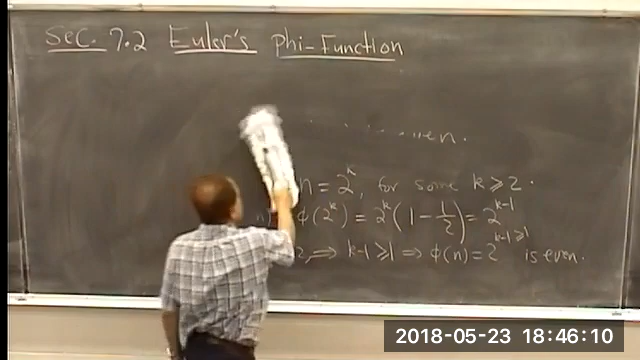 Sec. 7.2 Euler's Phi-Function
n = 2^k, for some k ≥ 2.
ϕ(2^k) = 2^k (1 - 1/2) = 2^{k-1}
2, ⇒ k-1 ≥ 1 ⇒ ϕ(n) = 2^{k-1 ≥ 1} is even.
2018-05-23 18:46:10